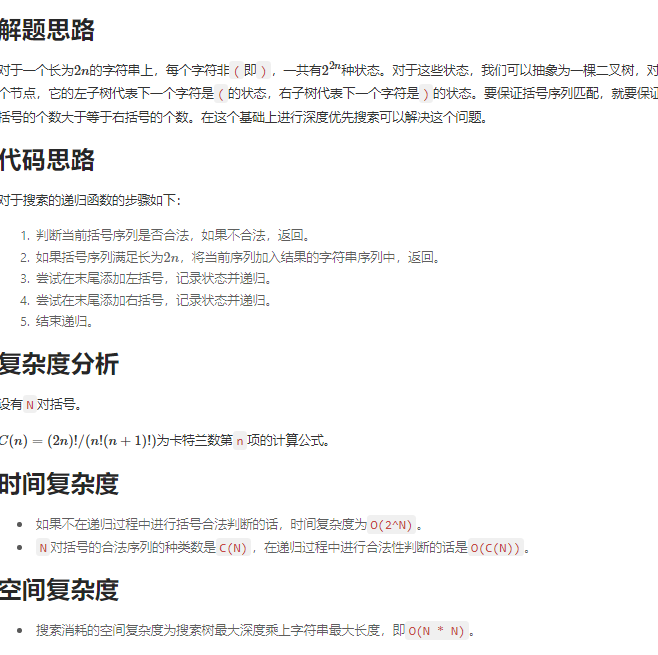 解题思路
对于一个长为2n的字符串上，每个字符非 ( 即 ) ，一共有2^{2n}种状态。对于这些状态，我们可以抽象为一棵二叉树，对
个节点，它的左子树代表下一个字符是 ( 的状态，右子树代表下一个字符是 ) 的状态。要保证括号序列匹配，就要保证
括号的个数大于等于右括号的个数。在这个基础上进行深度优先搜索可以解决这个问题。
代码思路
对于搜索的递归函数的步骤如下：
1. 判断当前括号序列是否合法，如果不合法，返回。
2. 如果括号序列满足长为2n，将当前序列加入结果的字符串序列中，返回。
3. 尝试在末尾添加左括号，记录状态并递归。
4. 尝试在末尾添加右括号，记录状态并递归。
5. 结束递归。
复杂度分析
设有 N 对括号。
C(n) = (2n)!/(n!(n + 1)!)为卡特兰数第 n 项的计算公式。
时间复杂度
• 如果不在递归过程中进行括号合法判断的话，时间复杂度为 O(2^N) 。
• N 对括号的合法序列的种类数是 C(N) ，在递归过程中进行合法性判断的话是 O(C(N)) 。
空间复杂度
• 搜索消耗的空间复杂度为搜索树最大深度乘上字符串最大长度，即 O(N * N) 。